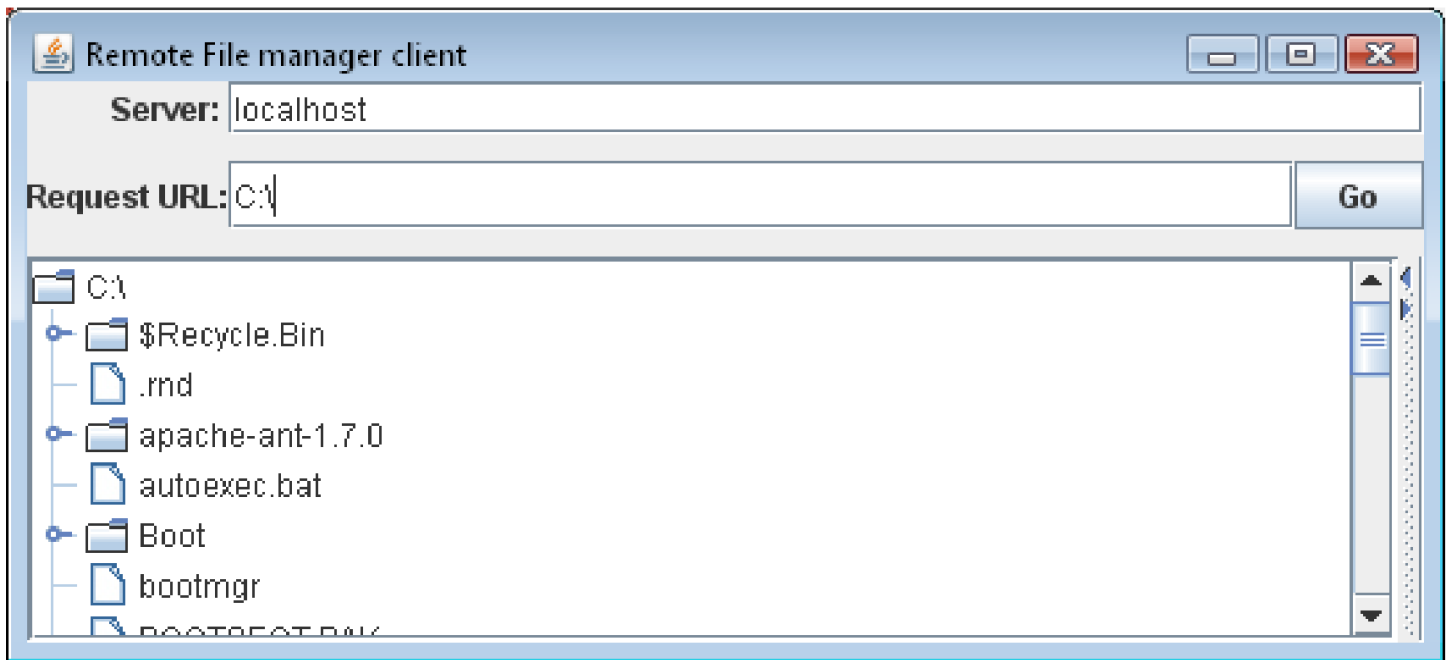 Remote File manager client
Server: localhost
Request URL: C:\ Go
C:\
$Recycle.Bin
.rnd
apache-ant-1.7.0
autoexec.bat
Boot
bootmgr